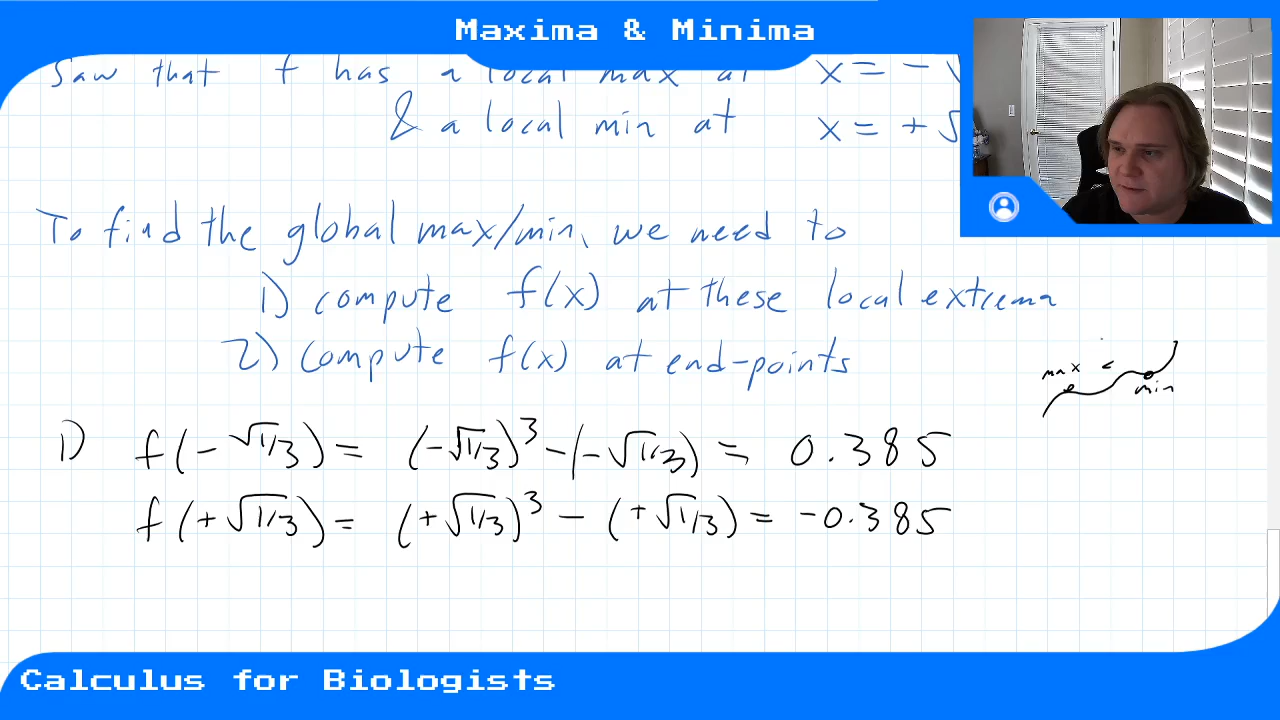 Maxima & Minima
Saw that f has a local max at x = -
& a local min at x = +
To find the global max/min, we need to
1) compute f(x) at these local extrema
2) compute f(x) at end-points
max
min
1) f(-√1/3) = (-√1/3)³ - (-√1/3) = 0.385
f(+√1/3) = (+√1/3)³ - (+√1/3) = -0.385
Calculus for Biologists